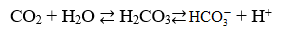 CO₂ + H₂O ⇄ H₂CO₃⇄HCO₃⁻ + H⁺